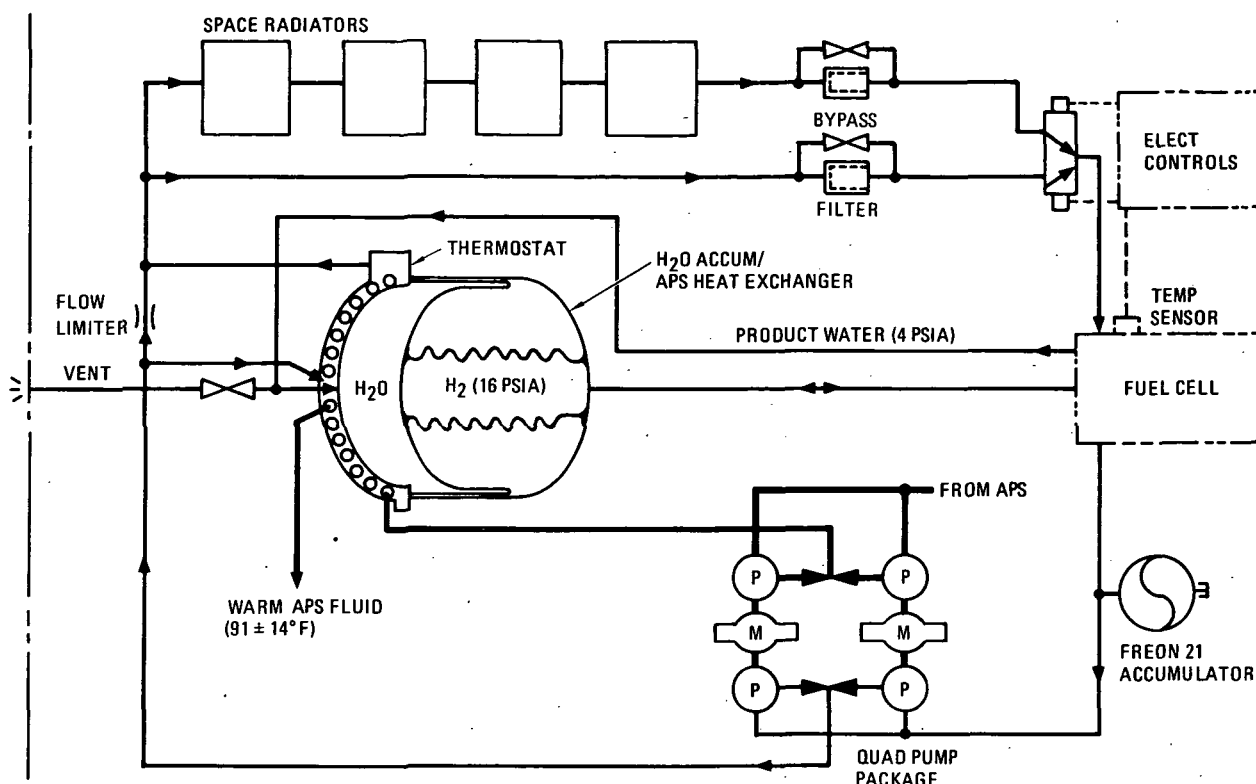 SPACE RADIATORS
BYPASS
ELECT
CONTROLS
FILTER
THERMOSTAT
H₂O ACCUM/
APS HEAT EXCHANGER
FLOW
LIMITER
TEMP
SENSOR
PRODUCT WATER (4 PSIA)
VENT
H₂O
H₂ (16 PSIA)
FUEL CELL
FROM APS
P
P
WARM APS FLUID
(91 ± 14°F)
M
M
FREON 21
ACCUMULATOR
P
P
QUAD PUMP
PACKAGE